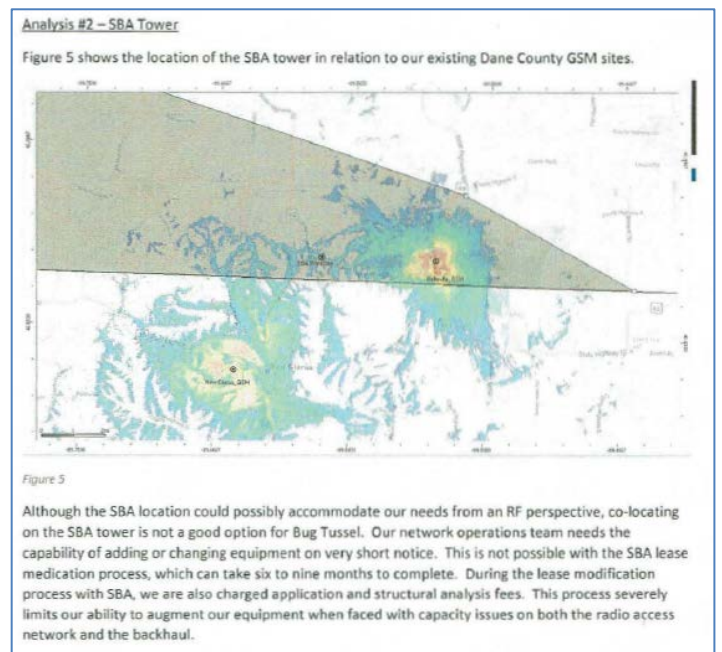 Analysis #2 – SBA Tower
Figure 5 shows the location of the SBA tower in relation to our existing Dane County GSM sites.
Figure 5
Although the SBA location could possibly accommodate our needs from an RF perspective, co-locating
on the SBA tower is not a good option for Bug Tussel. Our network operations team needs the
capability of adding or changing equipment on very short notice. This is not possible with the SBA lease
medication process, which can take six to nine months to complete. During the lease modification
process with SBA, we are also charged application and structural analysis fees. This process severely
limits our ability to augment our equipment when faced with capacity issues on both the radio access
network and the backhaul.